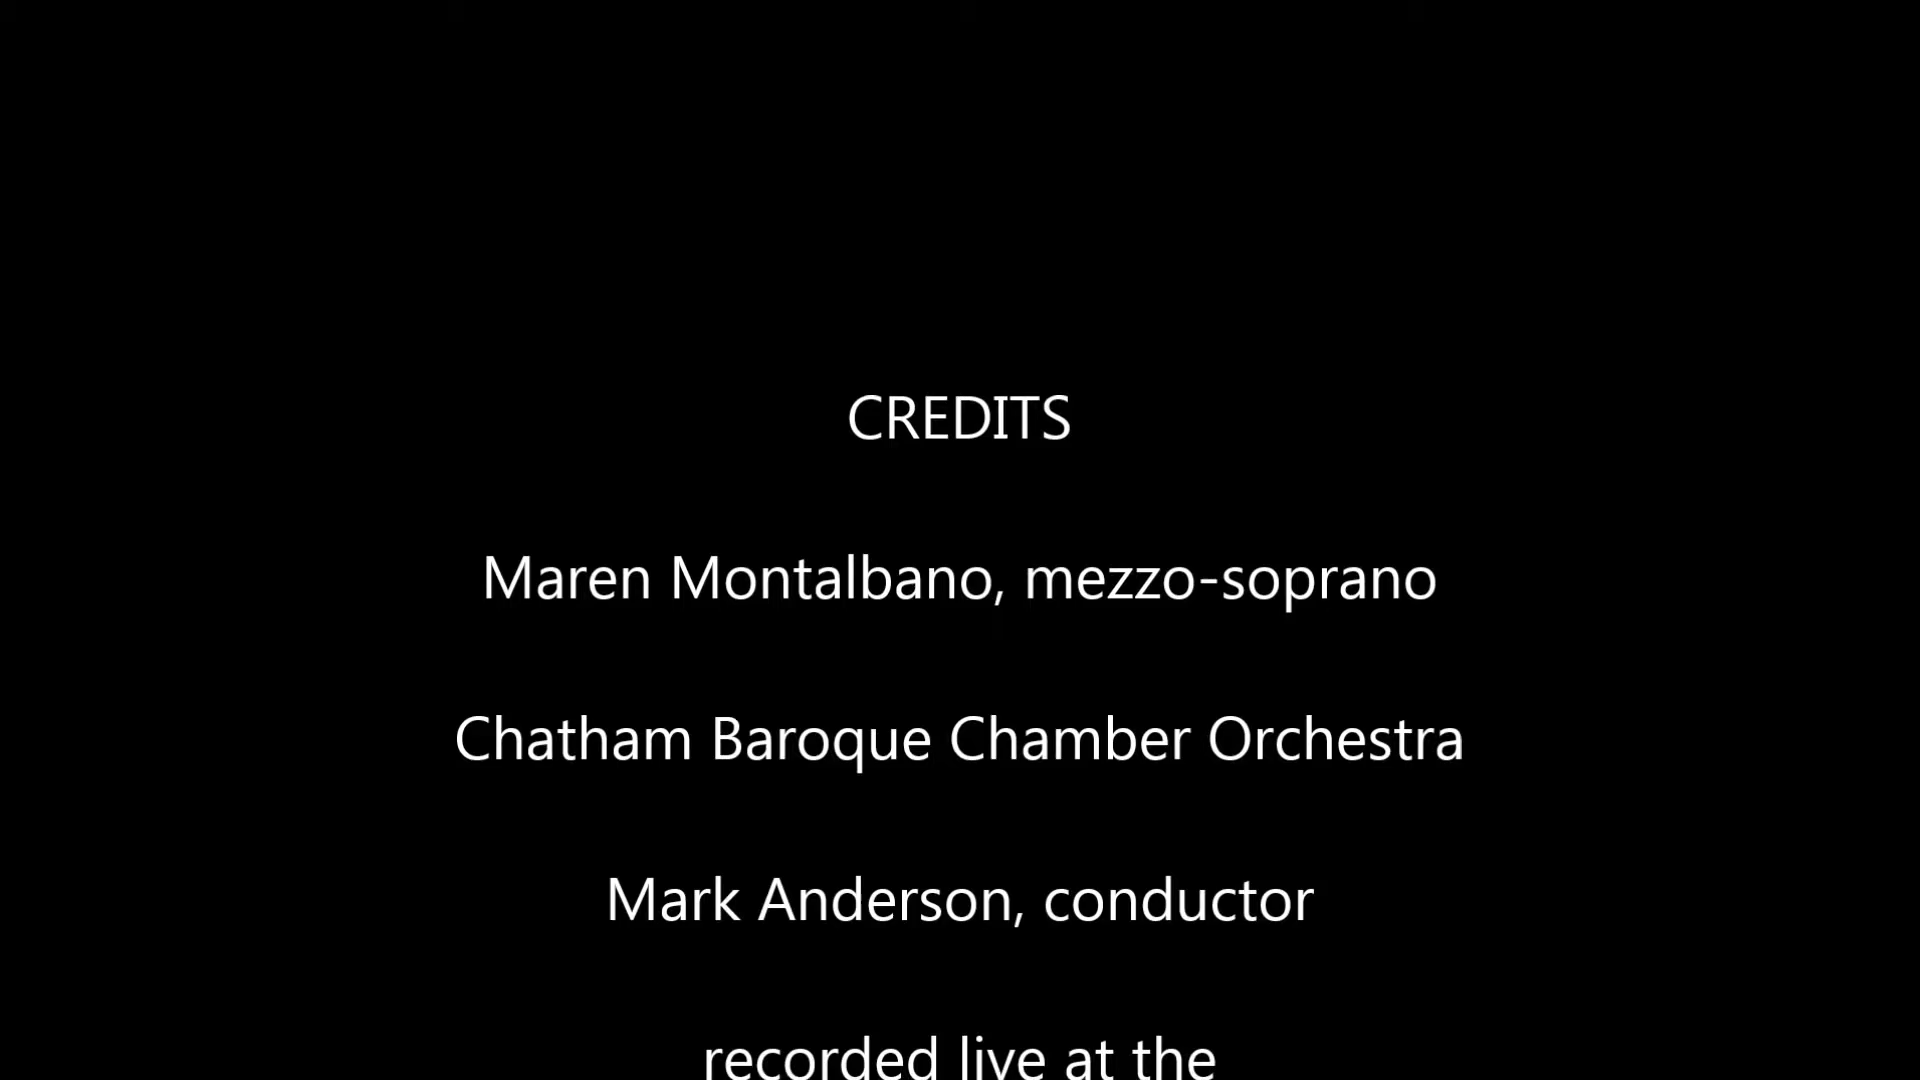 CREDITS
Maren Montalbano, mezzo-soprano
Chatham Baroque Chamber Orchestra
Mark Anderson, conductor
recorded live at the